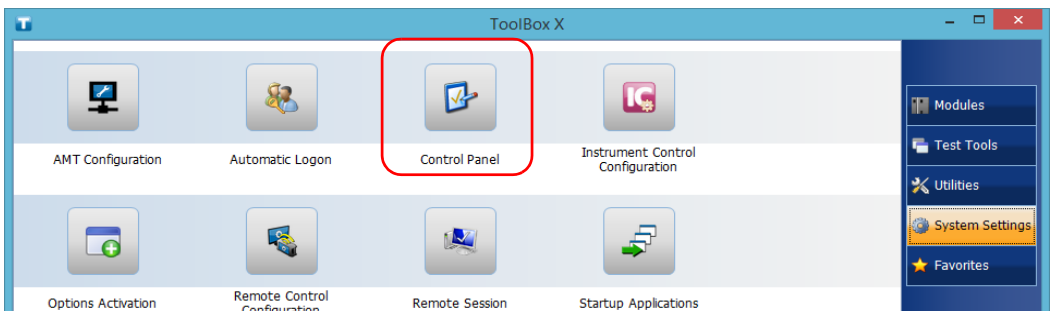 ToolBox X
AMT Configuration
Automatic Logon
Control Panel
Instrument Control
Configuration
Options Activation
Remote Control
Configuration
Remote Session
Startup Applications
Modules
Test Tools
Utilities
System Settings
Favorites